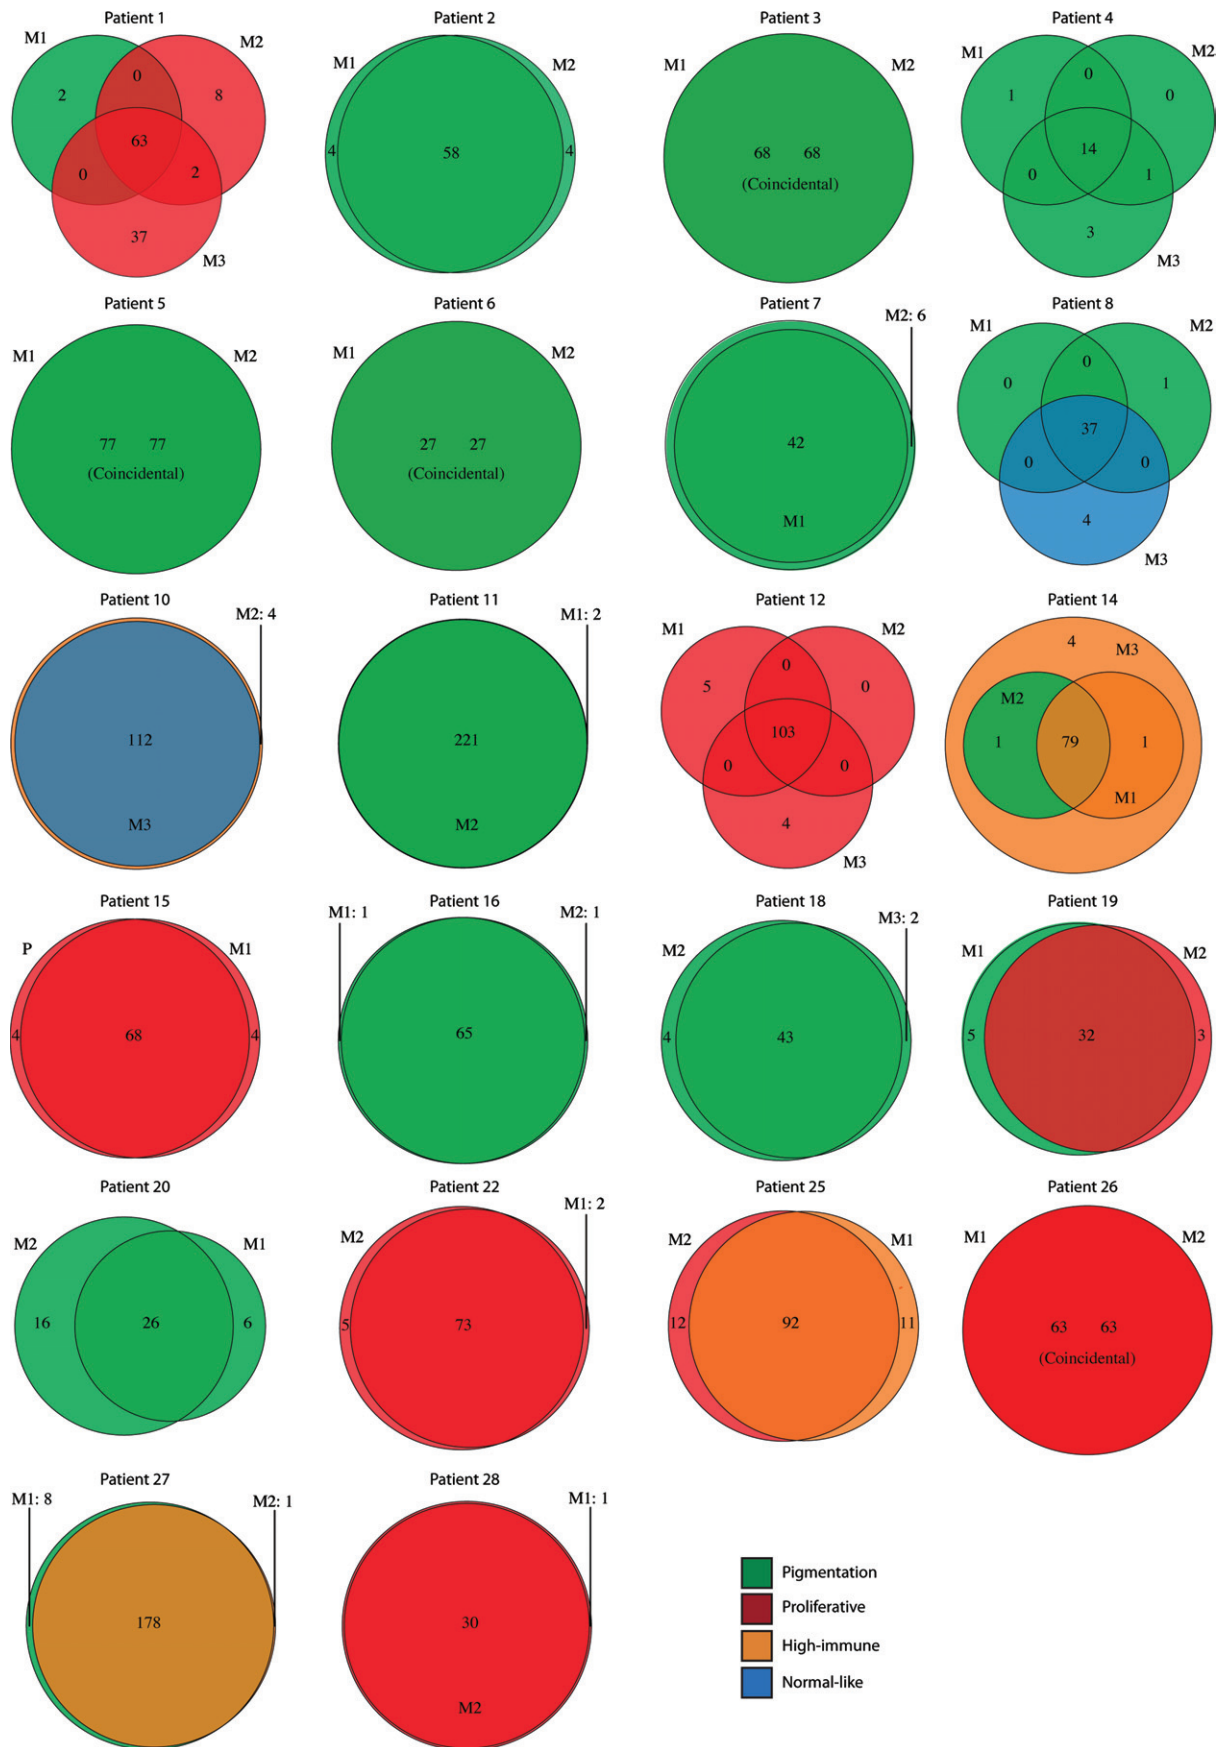 Patient 1
M1
M2
0
2
8
63
0
2
37
M3
Patient 2
M1
M2
4
58
4
Patient 3
M1
M2
68 68
(Coincidental)
Patient 4
M1
M2
0
1
0
14
0
1
3
M3
Patient 5
M1
M2
77 77
(Coincidental)
Patient 6
M1
M2
27 27
(Coincidental)
Patient 7
M2: 6
42
M1
Patient 8
M1
M2
0
0
1
37
0
0
4
M3
Patient 10
M2: 4
112
M3
Patient 11
M1: 2
221
M2
Patient 12
M1
M2
0
5
0
103
0
0
4
M3
Patient 14
4
M3
M2
1
79
1
M1
Patient 15
P
M1
4
68
4
Patient 16
M1: 1
M2: 1
65
Patient 18
M2
M3: 2
4
43
Patient 19
M1
M2
5
32
3
Patient 20
M2
M1
16
26
6
Patient 22
M1: 2
M2
5
73
Patient 25
M2
M1
12
92
11
Patient 26
M1
M2
63 63
(Coincidental)
Patient 27
M1: 8
M2: 1
178
Patient 28
M1: 1
30
M2
Pigmentation
Proliferative
High-immune
Normal-like